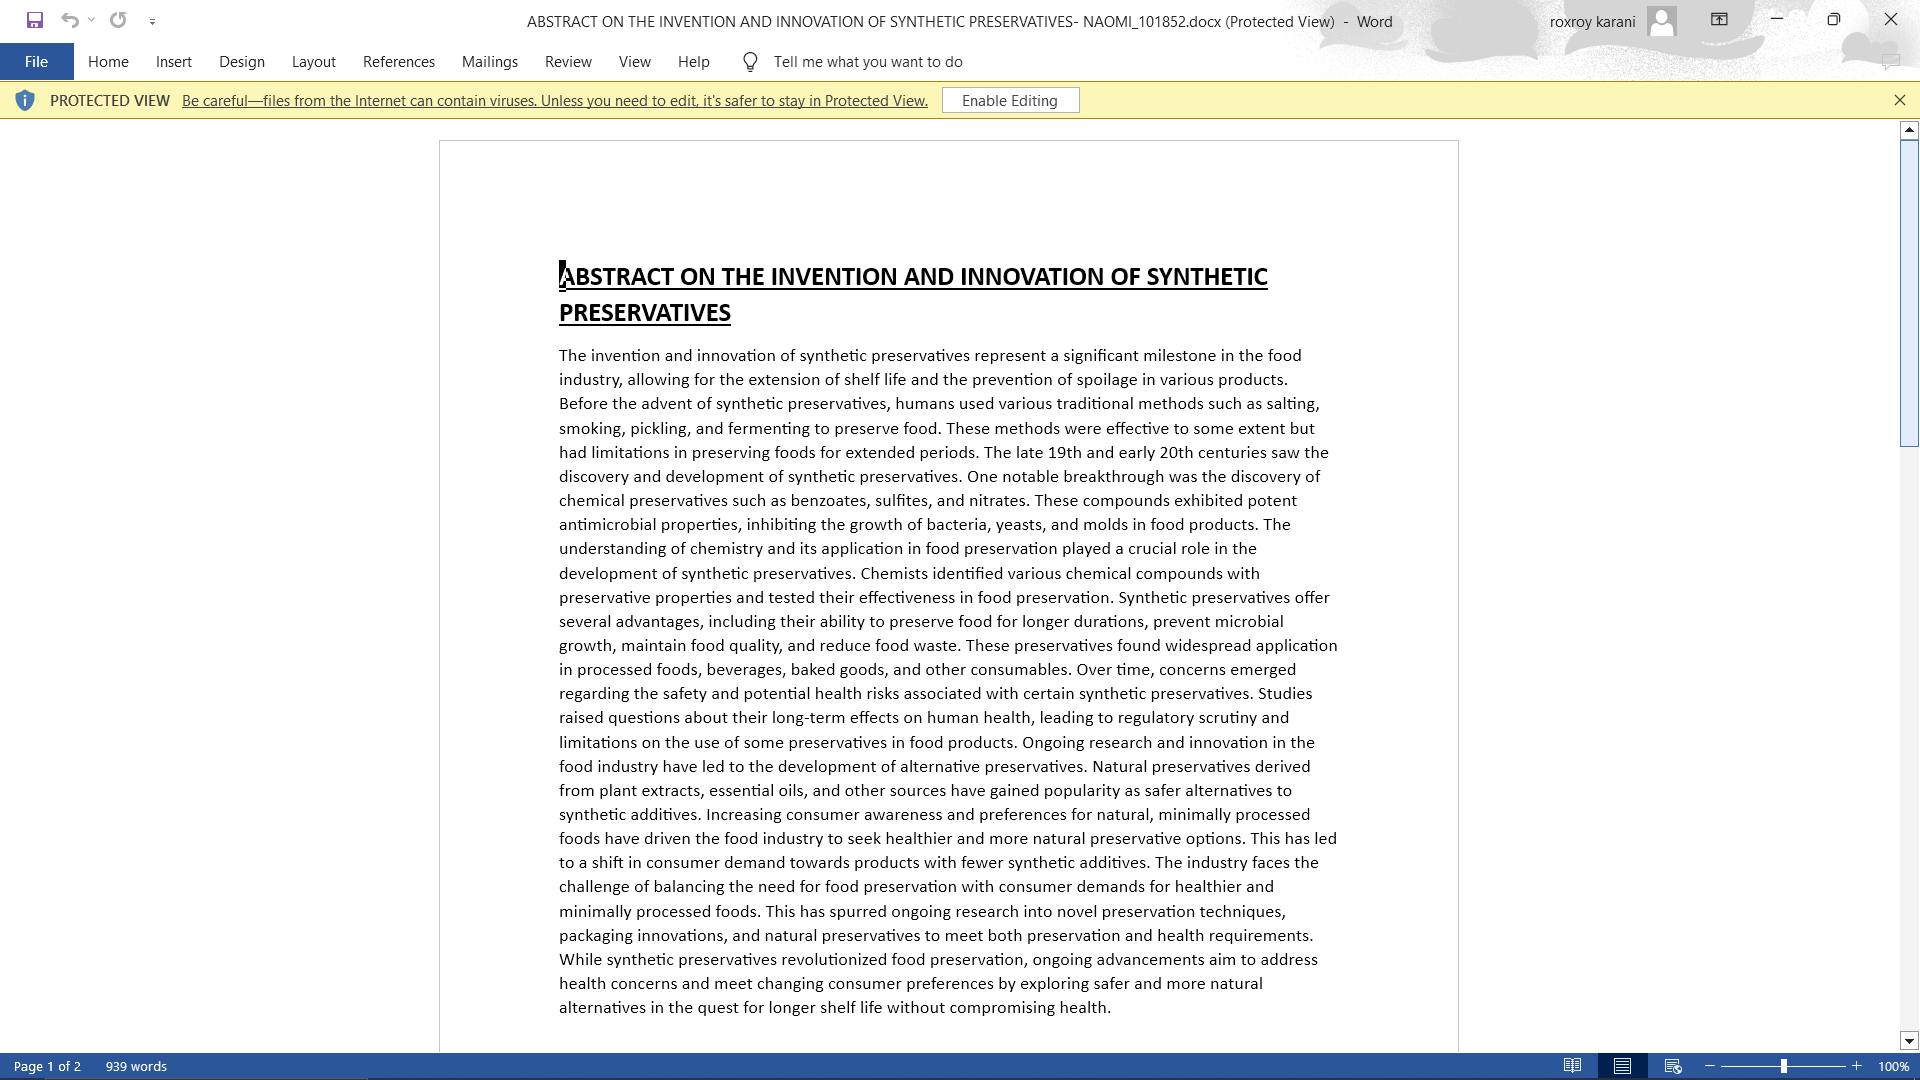 ABSTRACT ON THE INVENTION AND INNOVATION OF SYNTHETIC PRESERVATIVES- NAOMI_101852.docx (Protected View) - Word
roxroy karani
File Home Insert Design Layout References Mailings Review View Help Tell me what you want to do
PROTECTED VIEW Be careful—files from the Internet can contain viruses. Unless you need to edit, it's safer to stay in Protected View. Enable Editing
ABSTRACT ON THE INVENTION AND INNOVATION OF SYNTHETIC
PRESERVATIVES
The invention and innovation of synthetic preservatives represent a significant milestone in the food
industry, allowing for the extension of shelf life and the prevention of spoilage in various products.
Before the advent of synthetic preservatives, humans used various traditional methods such as salting,
smoking, pickling, and fermenting to preserve food. These methods were effective to some extent but
had limitations in preserving foods for extended periods. The late 19th and early 20th centuries saw the
discovery and development of synthetic preservatives. One notable breakthrough was the discovery of
chemical preservatives such as benzoates, sulfites, and nitrates. These compounds exhibited potent
antimicrobial properties, inhibiting the growth of bacteria, yeasts, and molds in food products. The
understanding of chemistry and its application in food preservation played a crucial role in the
development of synthetic preservatives. Chemists identified various chemical compounds with
preservative properties and tested their effectiveness in food preservation. Synthetic preservatives offer
several advantages, including their ability to preserve food for longer durations, prevent microbial
growth, maintain food quality, and reduce food waste. These preservatives found widespread application
in processed foods, beverages, baked goods, and other consumables. Over time, concerns emerged
regarding the safety and potential health risks associated with certain synthetic preservatives. Studies
raised questions about their long-term effects on human health, leading to regulatory scrutiny and
limitations on the use of some preservatives in food products. Ongoing research and innovation in the
food industry have led to the development of alternative preservatives. Natural preservatives derived
from plant extracts, essential oils, and other sources have gained popularity as safer alternatives to
synthetic additives. Increasing consumer awareness and preferences for natural, minimally processed
foods have driven the food industry to seek healthier and more natural preservative options. This has led
to a shift in consumer demand towards products with fewer synthetic additives. The industry faces the
challenge of balancing the need for food preservation with consumer demands for healthier and
minimally processed foods. This has spurred ongoing research into novel preservation techniques,
packaging innovations, and natural preservatives to meet both preservation and health requirements.
While synthetic preservatives revolutionized food preservation, ongoing advancements aim to address
health concerns and meet changing consumer preferences by exploring safer and more natural
alternatives in the quest for longer shelf life without compromising health.
Page 1 of 2 939 words 100%